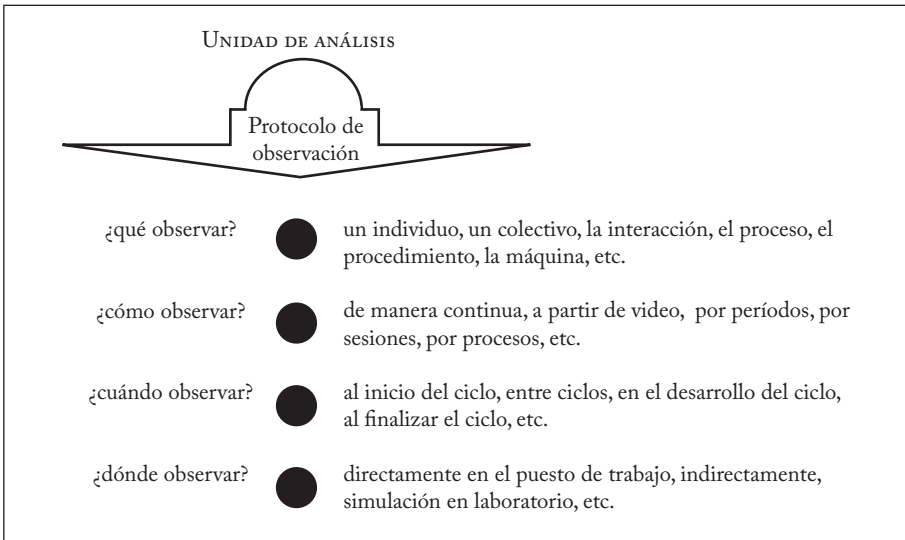 UNIDAD DE ANÁLISIS
Protocolo de
observación
¿qué observar?
un individuo, un colectivo, la interacción, el proceso, el
procedimiento, la máquina, etc.
¿cómo observar?
de manera continua, a partir de video, por períodos, por
sesiones, por procesos, etc.
¿cuándo observar?
al inicio del ciclo, entre ciclos, en el desarrollo del ciclo,
al finalizar el ciclo, etc.
¿dónde observar?
directamente en el puesto de trabajo, indirectamente,
simulación en laboratorio, etc.